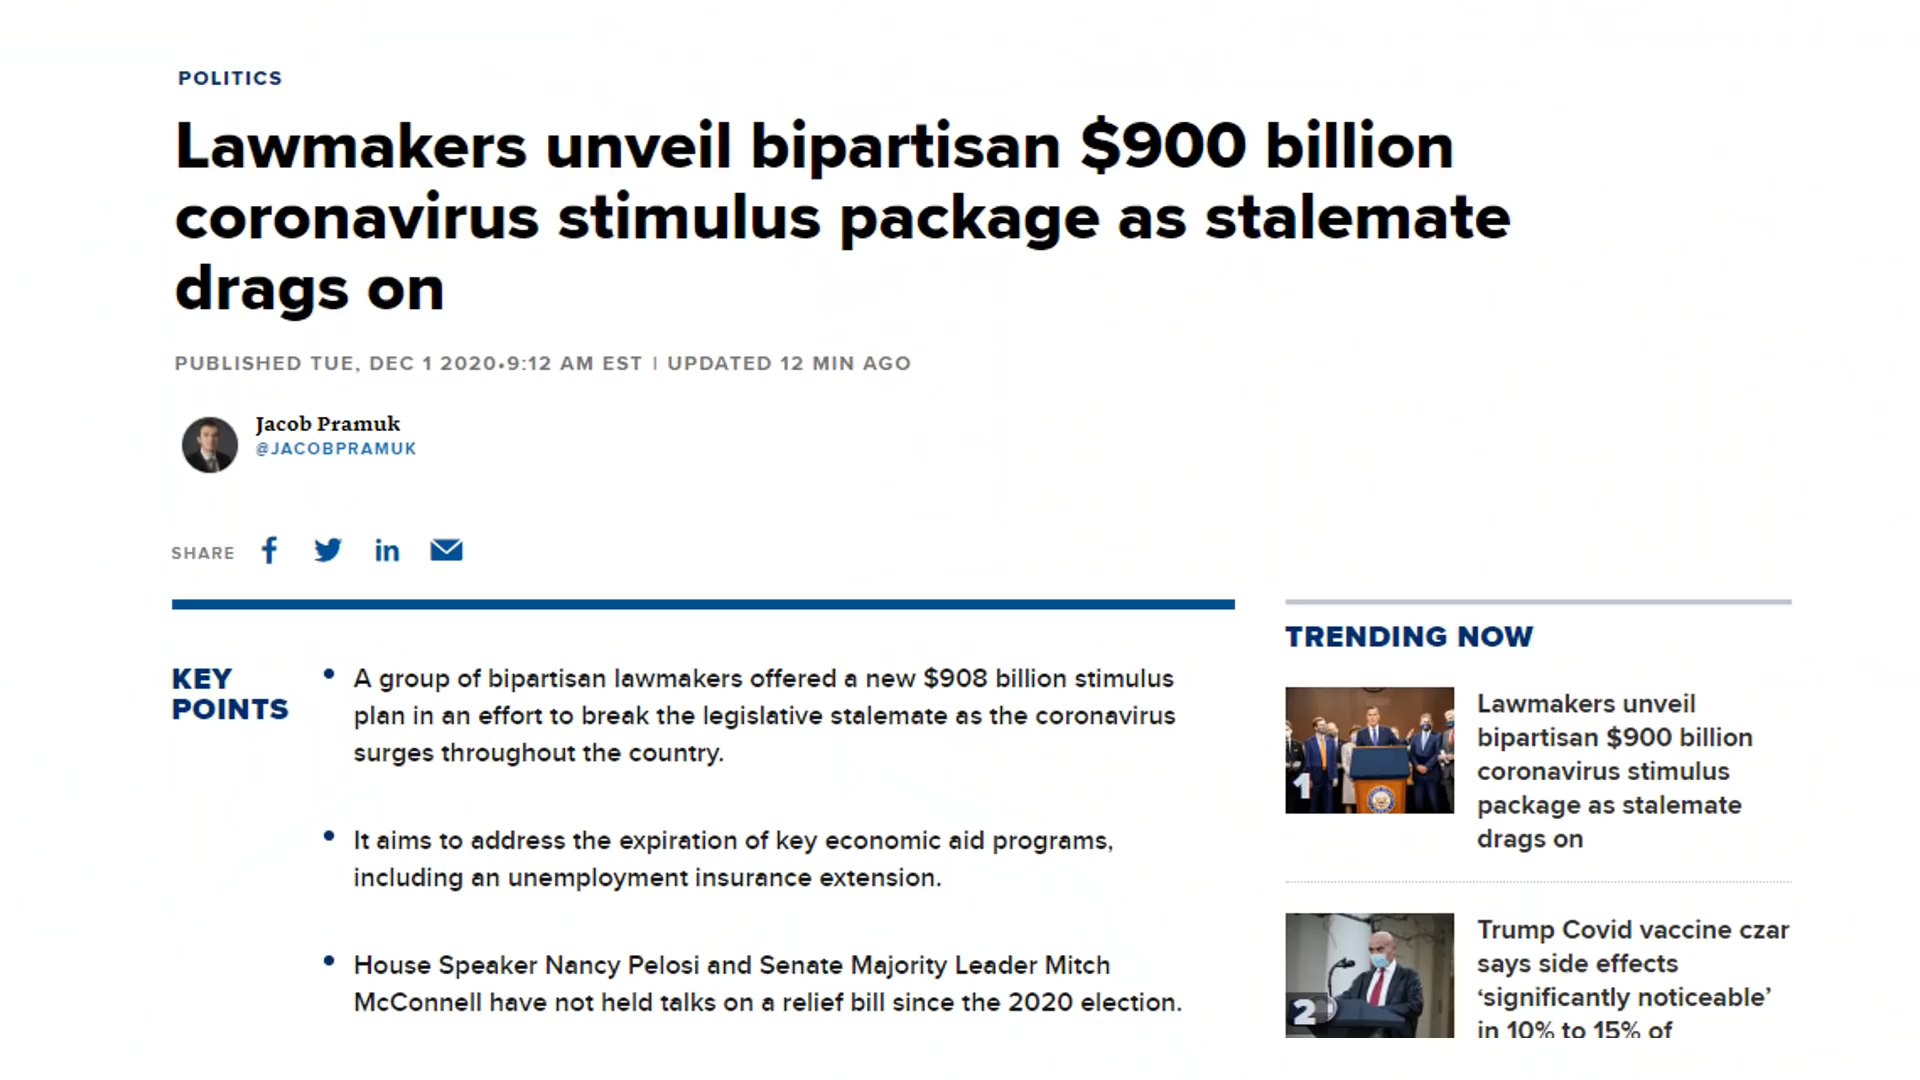 POLITICS
Lawmakers unveil bipartisan $900 billion
coronavirus stimulus package as stalemate
drags on
PUBLISHED TUE, DEC 1 2020•9:12 AM EST | UPDATED 12 MIN AGO
Jacob Pramuk
@JACOBPRAMUK
SHARE
KEY
POINTS
• A group of bipartisan lawmakers offered a new $908 billion stimulus
plan in an effort to break the legislative stalemate as the coronavirus
surges throughout the country.
• It aims to address the expiration of key economic aid programs,
including an unemployment insurance extension.
• House Speaker Nancy Pelosi and Senate Majority Leader Mitch
McConnell have not held talks on a relief bill since the 2020 election.
TRENDING NOW
1
Lawmakers unveil
bipartisan $900 billion
coronavirus stimulus
package as stalemate
drags on
2
Trump Covid vaccine czar
says side effects
‘significantly noticeable’
in 10% to 15% of